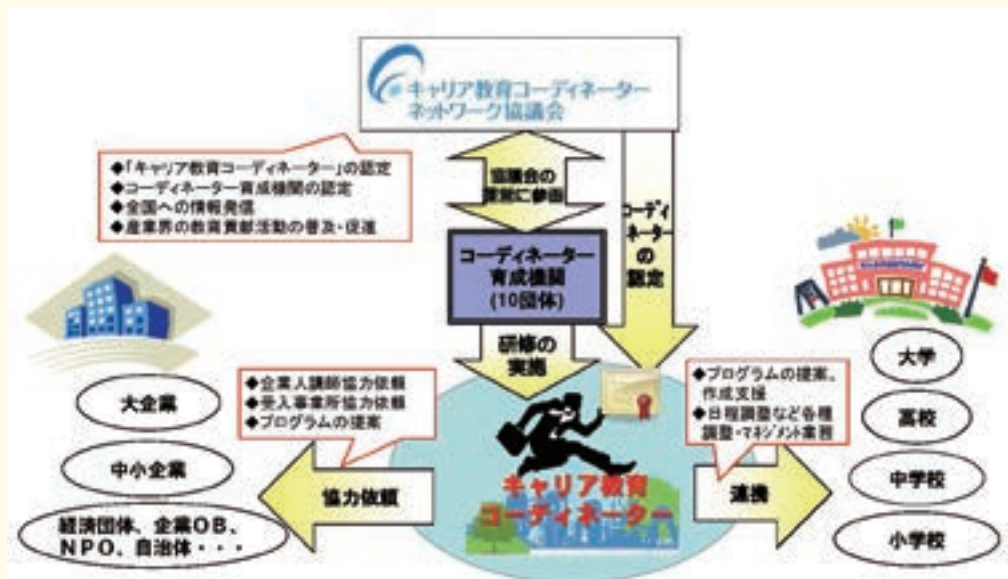 キャリア教育コーディネーター
ネットワーク協議会
◆「キャリア教育コーディネーター」の認定
◆コーディネーター育成機関の認定
◆全国への情報発信
◆産業界の教育貢献活動の普及・促進
協議会の
運営に参画
コーディ
ネーター
の
認定
コーディネーター
育成機関
(10団体)
研修の
実施
◆企業人講師協力依頼
◆受入事業所協力依頼
◆プログラムの提案
◆プログラムの提案、
作成支援
◆日程調整など各種
調整・マネジメント業務
大企業
中小企業
経済団体、企業OB、
NPO、自治体・・・
協力依頼
キャリア教育
コーディネーター
連携
大学
高校
中学校
小学校